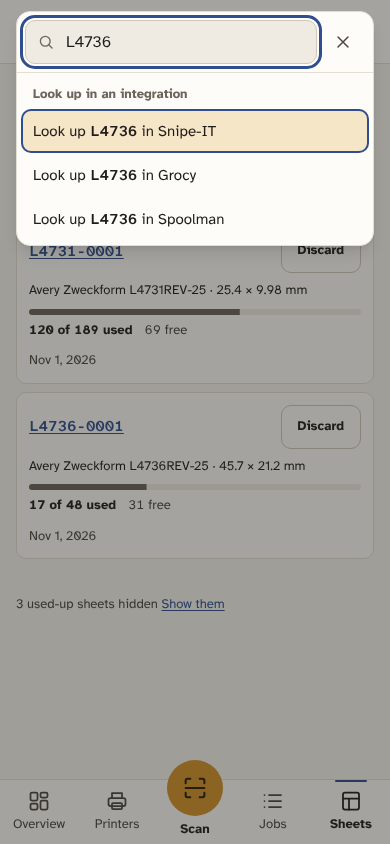 L4736
Look up in an integration
Look up L4736 in Snipe-IT
Look up L4736 in Grocy
Look up L4736 in Spoolman
L4731-0001
Discard
Avery Zweckform L4731REV-25 · 25.4 × 9.98 mm
120 of 189 used 69 free
Nov 1, 2026
L4736-0001
Discard
Avery Zweckform L4736REV-25 · 45.7 × 21.2 mm
17 of 48 used 31 free
Nov 1, 2026
3 used-up sheets hidden Show them
Overview Printers Scan Jobs Sheets